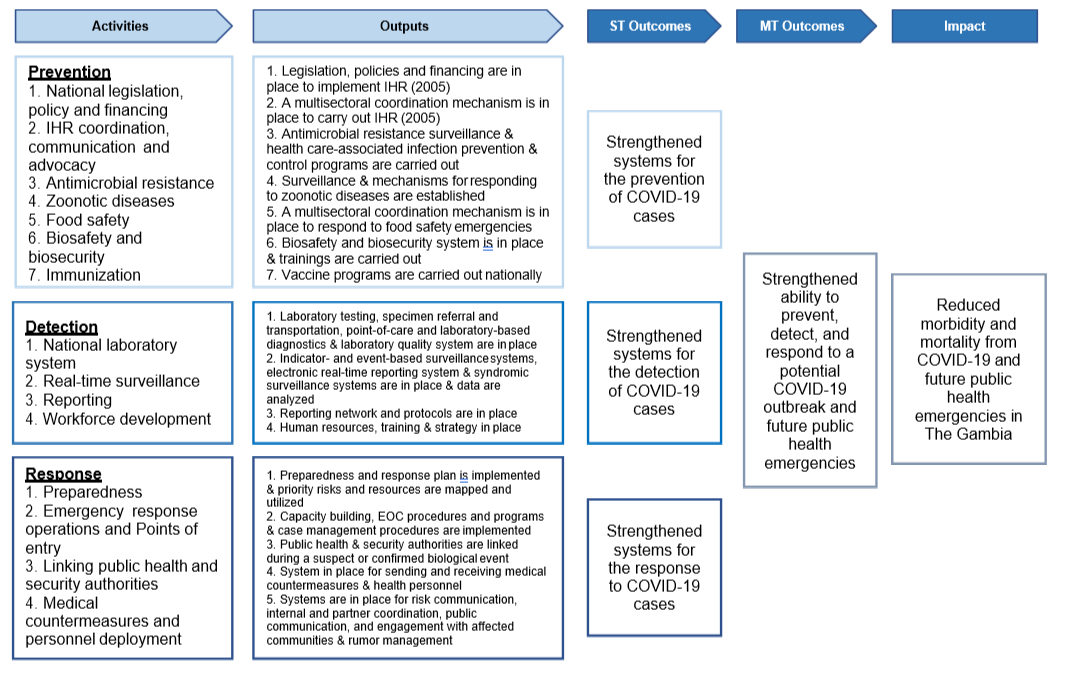 Activities
Outputs
ST Outcomes
MT Outcomes
Impact
Prevention
1. National legislation,
policy and financing
2. IHR coordination,
communication and
advocacy
3. Antimicrobial resistance
4. Zoonotic diseases
5. Food safety
6. Biosafety and
biosecurity
7. Immunization
1. Legislation, policies and financing are in
place to implement IHR (2005)
2. A multisectoral coordination mechanism is in
place to carry out IHR (2005)
3. Antimicrobial resistance surveillance &
health care-associated infection prevention &
control programs are carried out
4. Surveillance & mechanisms for responding
to zoonotic diseases are established
5. A multisectoral coordination mechanism is in
place to respond to food safety emergencies
6. Biosafety and biosecurity system is in place
& trainings are carried out
7. Vaccine programs are carried out nationally
Strengthened
systems for
the prevention
of COVID-19
cases
Detection
1. National laboratory
system
2. Real-time surveillance
3. Reporting
4. Workforce development
1. Laboratory testing, specimen referral and
transportation, point-of-care and laboratory-based
diagnostics & laboratory quality system are in place
2. Indicator- and event-based surveillance systems,
electronic real-time reporting system & syndromic
surveillance systems are in place & data are
analyzed
3. Reporting network and protocols are in place
4. Human resources, training & strategy in place
Strengthened
systems for
the detection
of COVID-19
cases
Response
1. Preparedness
2. Emergency response
operations and Points of
entry
3. Linking public health and
security authorities
4. Medical
countermeasures and
personnel deployment
1. Preparedness and response plan is implemented
& priority risks and resources are mapped and
utilized
2. Capacity building, EOC procedures and programs
& case management procedures are implemented
3. Public health & security authorities are linked
during a suspect or confirmed biological event
4. System in place for sending and receiving medical
countermeasures & health personnel
5. Systems are in place for risk communication,
internal and partner coordination, public
communication, and engagement with affected
communities & rumor management
Strengthened
systems for
the response
to COVID-19
cases
Strengthened
ability to
prevent,
detect, and
respond to a
potential
COVID-19
outbreak and
future public
health
emergencies
Reduced
morbidity and
mortality from
COVID-19 and
future public
health
emergencies in
The Gambia